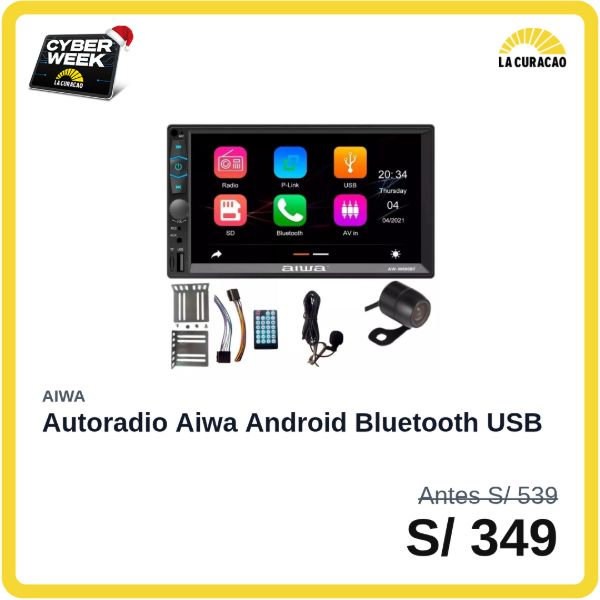 CYBER
WEEK
LA CURACAO
LA CURACAO
Radio
P-Link
USB
20:34
Thursday
SD
Bluetooth
AV in
04
04/2021
aiwa
AIWA
Autoradio Aiwa Android Bluetooth USB
Antes S/ 539
S/ 349